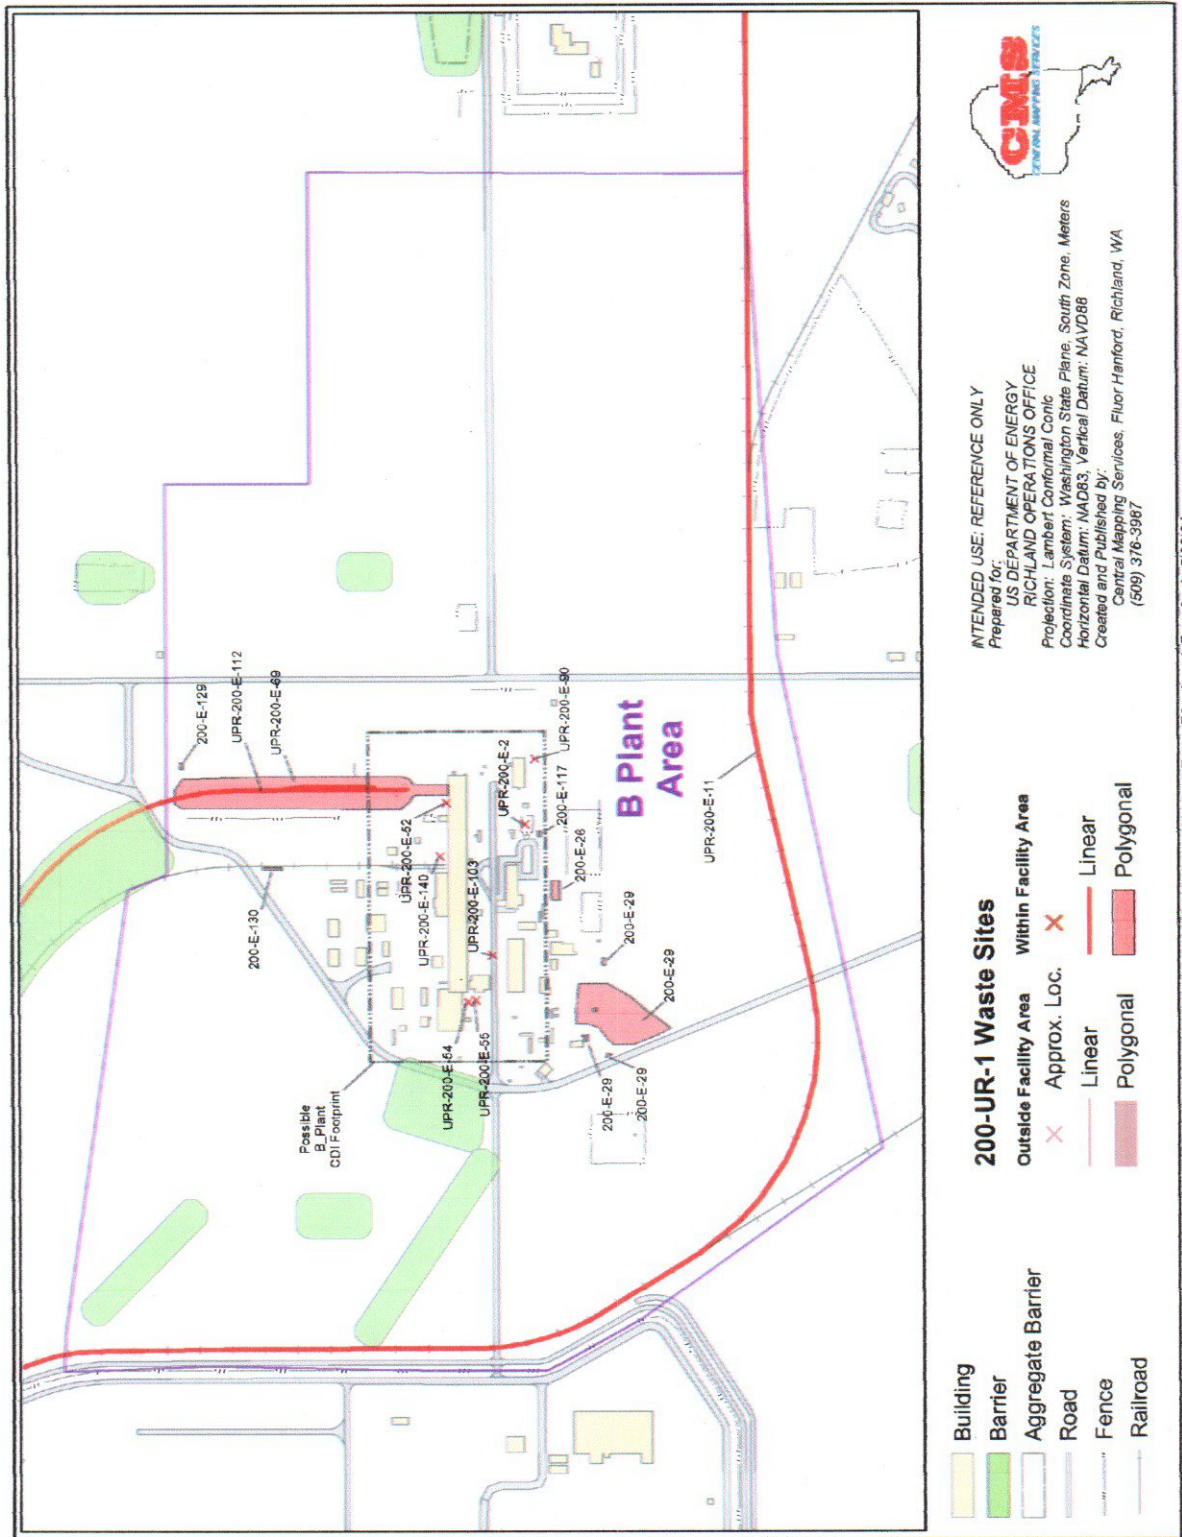 200-E-129
UPR-200-E-112
UPR-200-E-69
200-E-130
Possible
B_Plant
CDI Footprint
UPR-200-E-52
UPR-200-E-140
UPR-200-E-103
UPR-200-E-64
UPR-200-E-55
UPR-200-E-2
UPR-200-E-90
200-E-117
200-E-26
200-E-29
200-E-29
200-E-29
200-E-29
B Plant
Area
UPR-200-E-11
Building
Barrier
Aggregate Barrier
Road
Fence
Railroad
200-UR-1 Waste Sites
Outside Facility Area
Within Facility Area
Approx. Loc.
Linear
Linear
Polygonal
Polygonal
INTENDED USE: REFERENCE ONLY
Prepared for:
US DEPARTMENT OF ENERGY
RICHLAND OPERATIONS OFFICE
Projection: Lambert Conformal Conic
Coordinate System: Washington State Plane, South Zone, Meters
Horizontal Datum: NAD83, Vertical Datum: NAVD88
Created and Published by:
Central Mapping Services, Fluor Hanford, Richland, WA
(509) 376-3987
CMS
CENTRAL MAPPING SERVICES